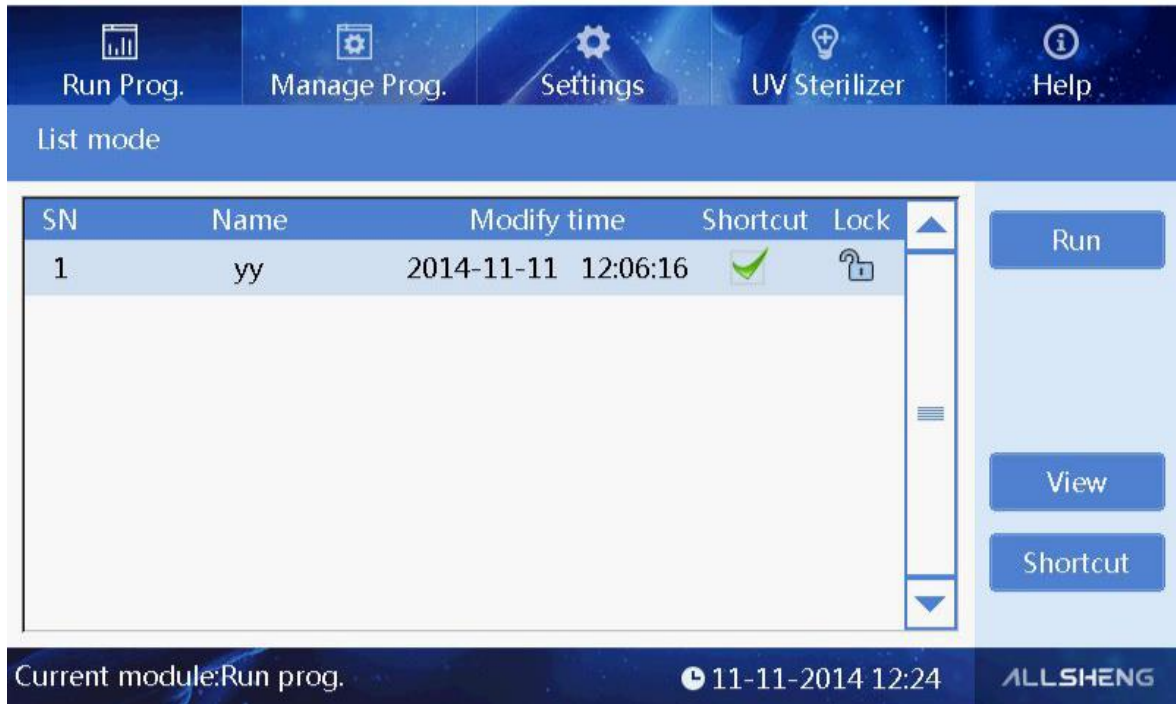 Run Prog. Manage Prog. Settings UV Sterilizer Help
List mode
SN Name Modify time Shortcut Lock
1 yy 2014-11-11 12:06:16
Run
View
Shortcut
Current module:Run prog. 11-11-2014 12:24 ALLSHENG